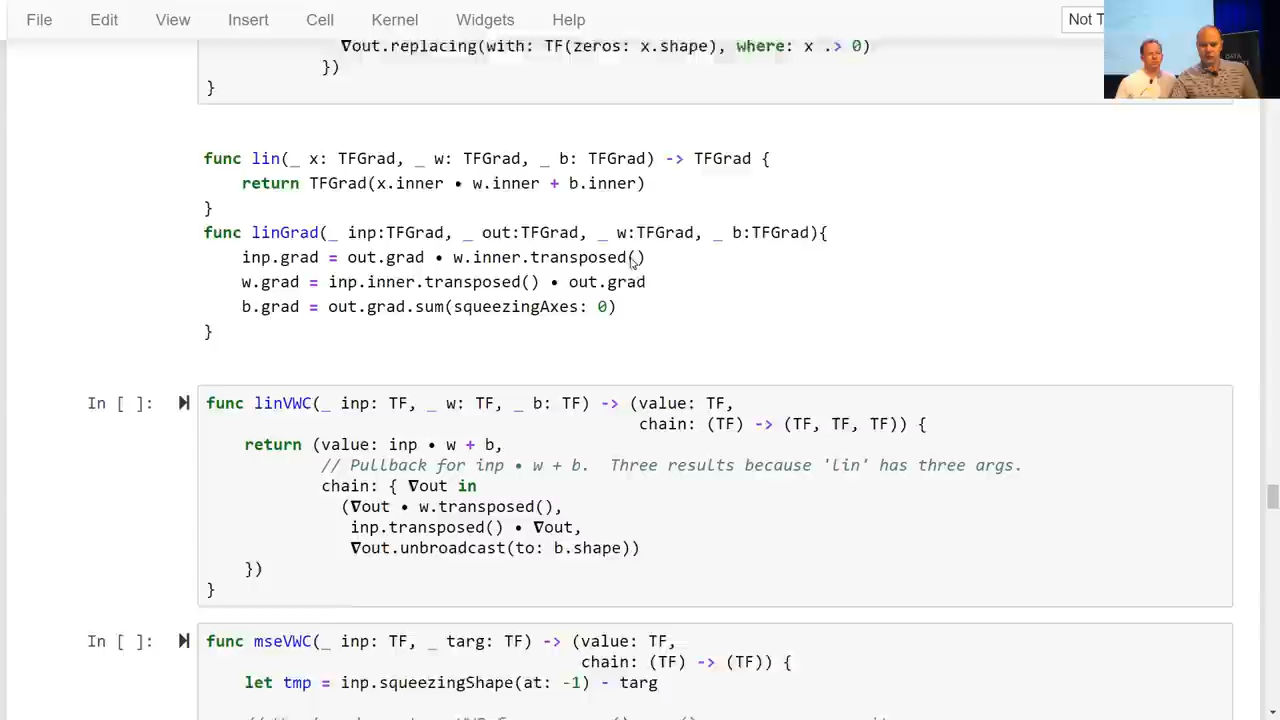 File Edit View Insert Cell Kernel Widgets Help Not T
∇out.replacing(with: TF(zeros: x.shape), where: x .> 0)
})
}
func lin(_ x: TFGrad, _ w: TFGrad, _ b: TFGrad) -> TFGrad {
return TFGrad(x.inner • w.inner + b.inner)
}
func linGrad(_ inp:TFGrad, _ out:TFGrad, _ w:TFGrad, _ b:TFGrad){
inp.grad = out.grad • w.inner.transposed()
w.grad = inp.inner.transposed() • out.grad
b.grad = out.grad.sum(squeezingAxes: 0)
}
In [ ]: func linVWC(_ inp: TF, _ w: TF, _ b: TF) -> (value: TF,
chain: (TF) -> (TF, TF, TF)) {
return (value: inp • w + b,
// Pullback for inp • w + b.  Three results because 'lin' has three args.
chain: { ∇out in
(∇out • w.transposed(),
inp.transposed() • ∇out,
∇out.unbroadcast(to: b.shape))
})
}
In [ ]: func mseVWC(_ inp: TF, _ targ: TF) -> (value: TF,
chain: (TF) -> (TF)) {
let tmp = inp.squeezingShape(at: -1) - targ